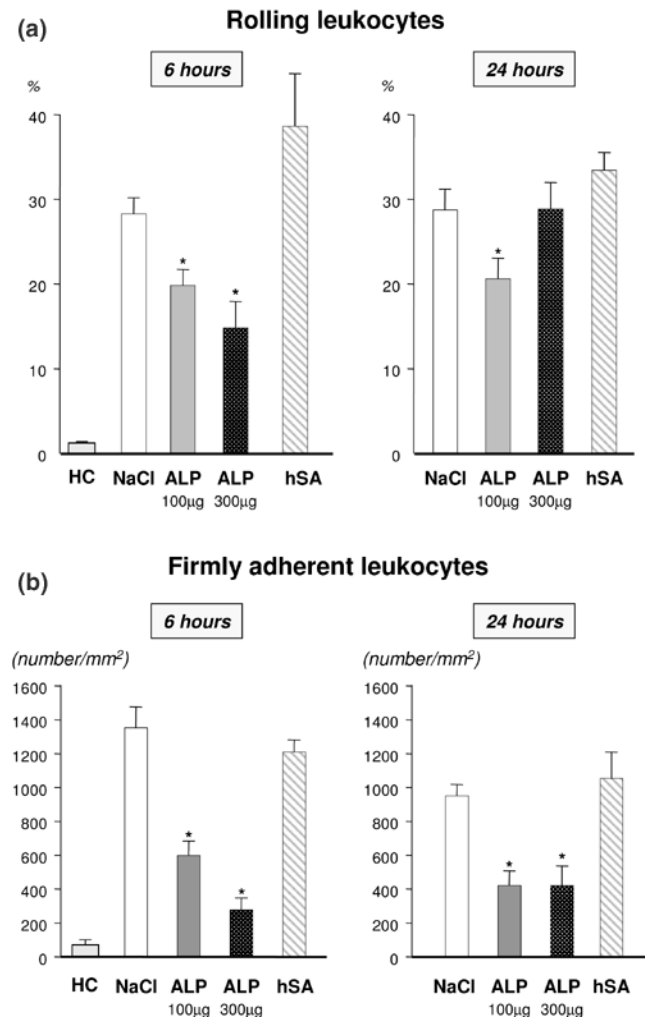 (a)
Rolling leukocytes
6 hours
24 hours
%
%
40
30
20
10
0
40
30
20
10
0
*
*
*
HC NaCl ALP ALP hSA
100µg 300µg
NaCl ALP ALP hSA
100µg 300µg
(b)
Firmly adherent leukocytes
6 hours
24 hours
(number/mm²)
(number/mm²)
1600
1400
1200
1000
800
600
400
200
0
1600
1400
1200
1000
800
600
400
200
0
*
*
*
*
HC NaCl ALP ALP hSA
100µg 300µg
NaCl ALP ALP hSA
100µg 300µg